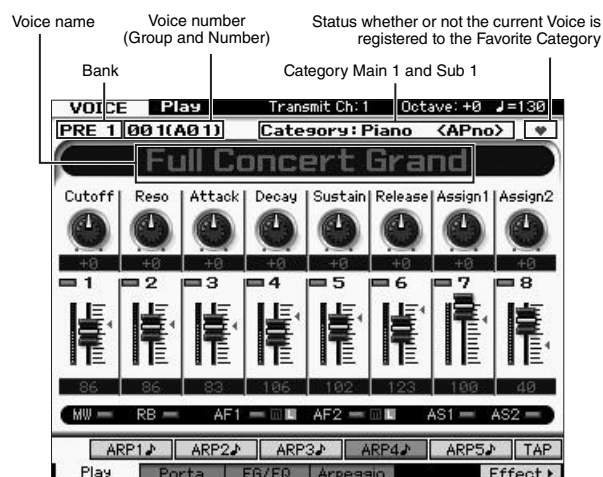 Voice name
Voice number
(Group and Number)
Status whether or not the current Voice is
registered to the Favorite Category
Bank
Category Main 1 and Sub 1
VOICE Play Transmit Ch:1 Octave:+0 ♩=130
PRE 1 001(A01) Category:Piano <APno> ♥
Full Concert Grand
Cutoff Reso Attack Decay Sustain Release Assign1 Assign2
+0 +0 +0 +0 +0 +0 +0 +0
1 2 3 4 5 6 7 8
86 86 83 106 102 123 100 40
MW RB AF1 m L AF2 m L AS1 AS2
ARP1♪ ARP2♪ ARP3♪ ARP4♪ ARP5♪ TAP
Play Porta EG/EQ Arpeggio Effect